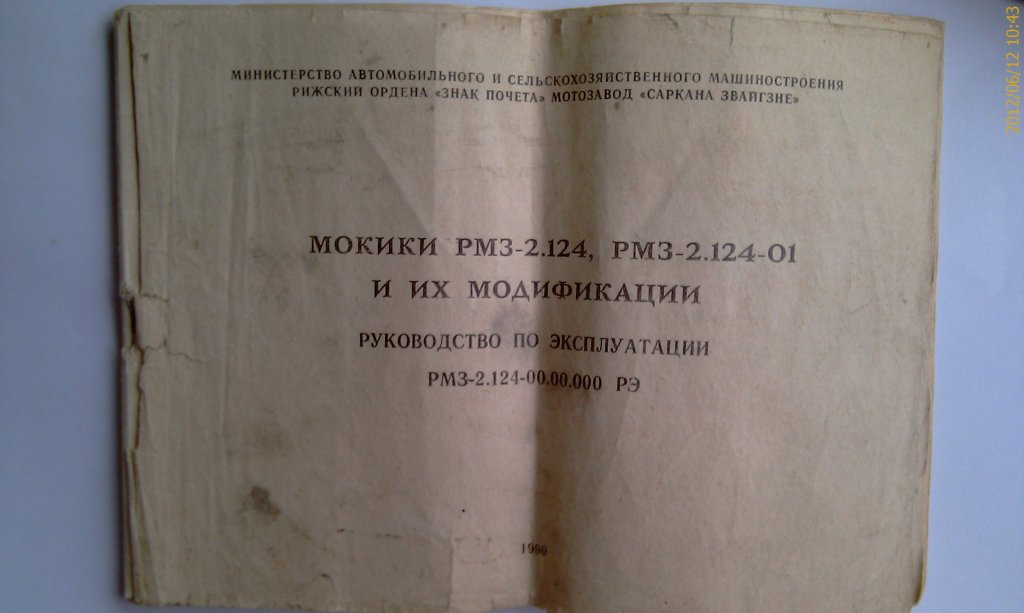 МИНИСТЕРСТВО АВТОМОБИЛЬНОГО И СЕЛЬСКОХОЗЯЙСТВЕННОГО МАШИНОСТРОЕНИЯ
РИЖСКИЙ ОРДЕНА «ЗНАК ПОЧЕТА» МОТОЗАВОД «САРКАНА ЗВАЙГЗНЕ»
МОКИКИ РМЗ-2.124, РМЗ-2.124-01
И ИХ МОДИФИКАЦИИ
РУКОВОДСТВО ПО ЭКСПЛУАТАЦИИ
РМЗ-2.124-00.00.000 РЭ
1990
2012/06/12 10:43